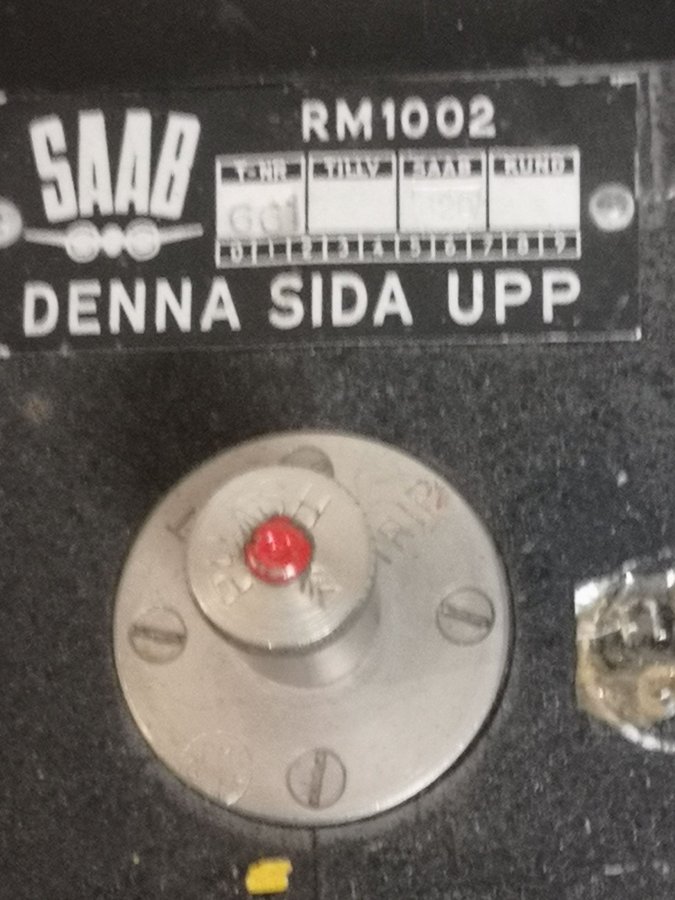 SAAB
RM1002
T-NR TILLV SAAB KUND
GG1
0 1 2 3 4 5 6 7 8 9
DENNA SIDA UPP